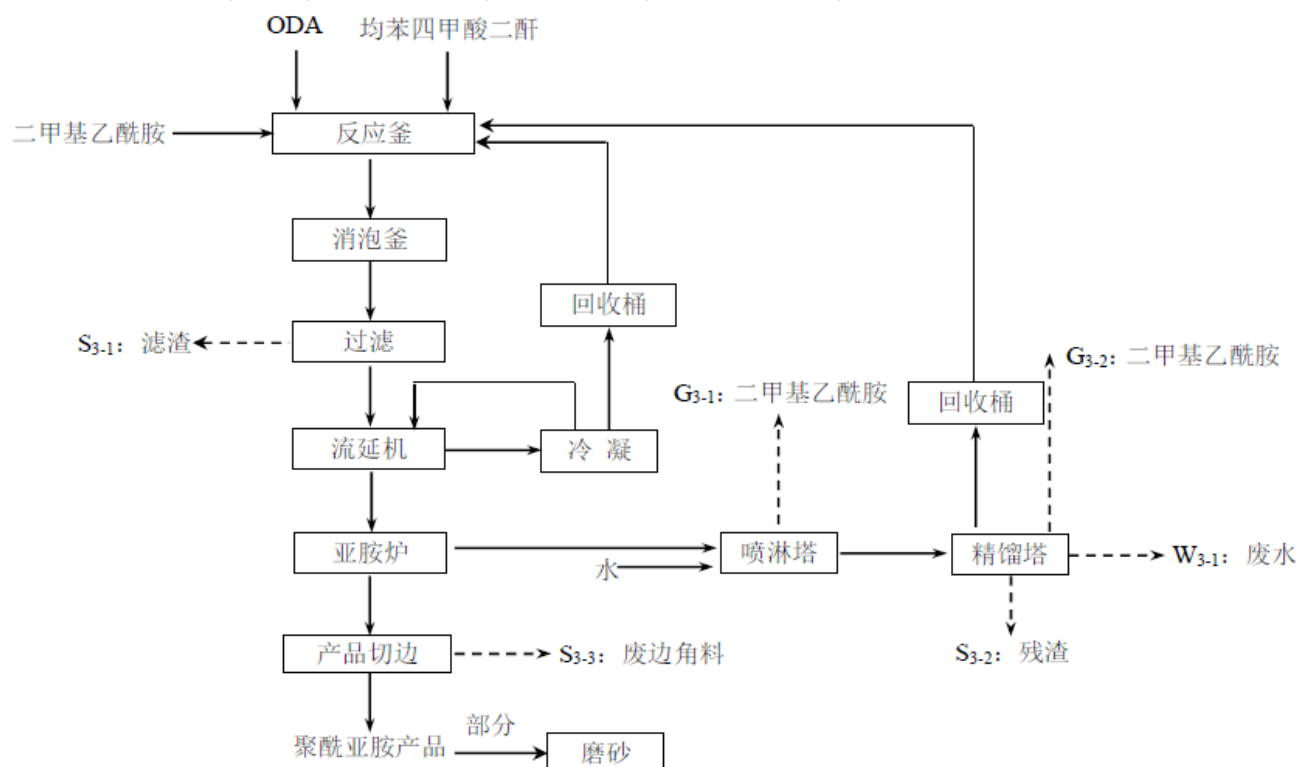 ODA 均苯四甲酸二酐
二甲基乙酰胺
反应釜
消泡釜
回收桶
S3-1：滤渣
过滤
G3-2：二甲基乙酰胺
G3-1：二甲基乙酰胺
回收桶
流延机
冷 凝
亚胺炉
水
喷淋塔
精馏塔
W3-1：废水
产品切边
S3-3：废边角料
S3-2：残渣
聚酰亚胺产品
部分
磨砂